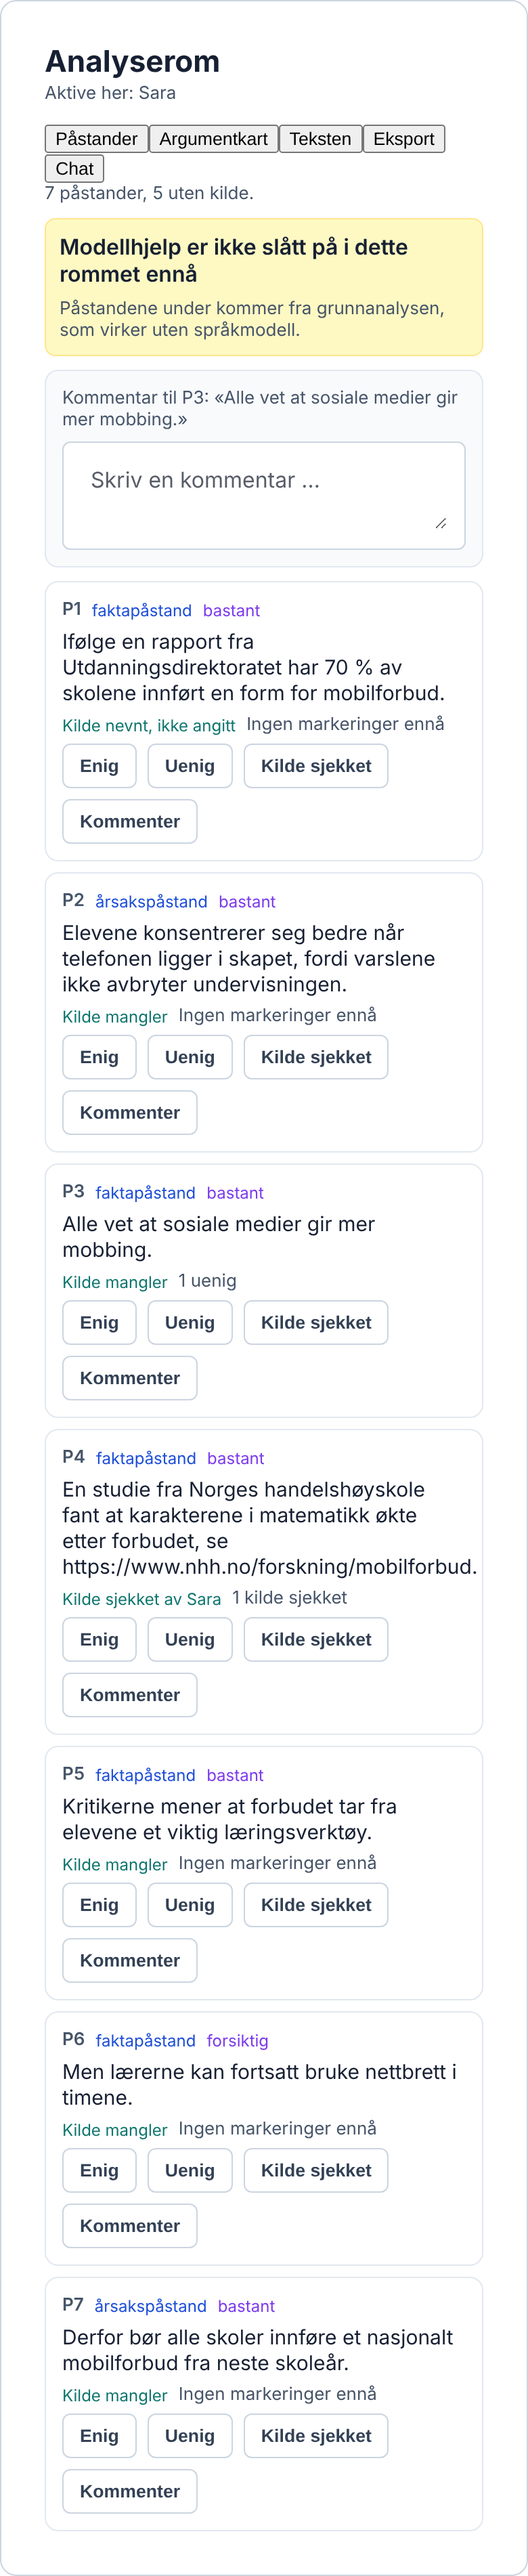 Analyserom
Aktive her: Sara
Påstander Argumentkart Teksten Eksport
Chat
7 påstander, 5 uten kilde.
Modellhjelp er ikke slått på i dette
rommet ennå
Påstandene under kommer fra grunnanalysen,
som virker uten språkmodell.
Kommentar til P3: «Alle vet at sosiale medier gir
mer mobbing.»
Skriv en kommentar ...
P1 faktapåstand bastant
Ifølge en rapport fra
Utdanningsdirektoratet har 70 % av
skolene innført en form for mobilforbud.
Kilde nevnt, ikke angitt Ingen markeringer ennå
Enig Uenig Kilde sjekket
Kommenter
P2 årsakspåstand bastant
Elevene konsentrerer seg bedre når
telefonen ligger i skapet, fordi varslene
ikke avbryter undervisningen.
Kilde mangler Ingen markeringer ennå
Enig Uenig Kilde sjekket
Kommenter
P3 faktapåstand bastant
Alle vet at sosiale medier gir mer
mobbing.
Kilde mangler 1 uenig
Enig Uenig Kilde sjekket
Kommenter
P4 faktapåstand bastant
En studie fra Norges handelshøyskole
fant at karakterene i matematikk økte
etter forbudet, se
https://www.nhh.no/forskning/mobilforbud.
Kilde sjekket av Sara 1 kilde sjekket
Enig Uenig Kilde sjekket
Kommenter
P5 faktapåstand bastant
Kritikerne mener at forbudet tar fra
elevene et viktig læringsverktøy.
Kilde mangler Ingen markeringer ennå
Enig Uenig Kilde sjekket
Kommenter
P6 faktapåstand forsiktig
Men lærerne kan fortsatt bruke nettbrett i
timene.
Kilde mangler Ingen markeringer ennå
Enig Uenig Kilde sjekket
Kommenter
P7 årsakspåstand bastant
Derfor bør alle skoler innføre et nasjonalt
mobilforbud fra neste skoleår.
Kilde mangler Ingen markeringer ennå
Enig Uenig Kilde sjekket
Kommenter